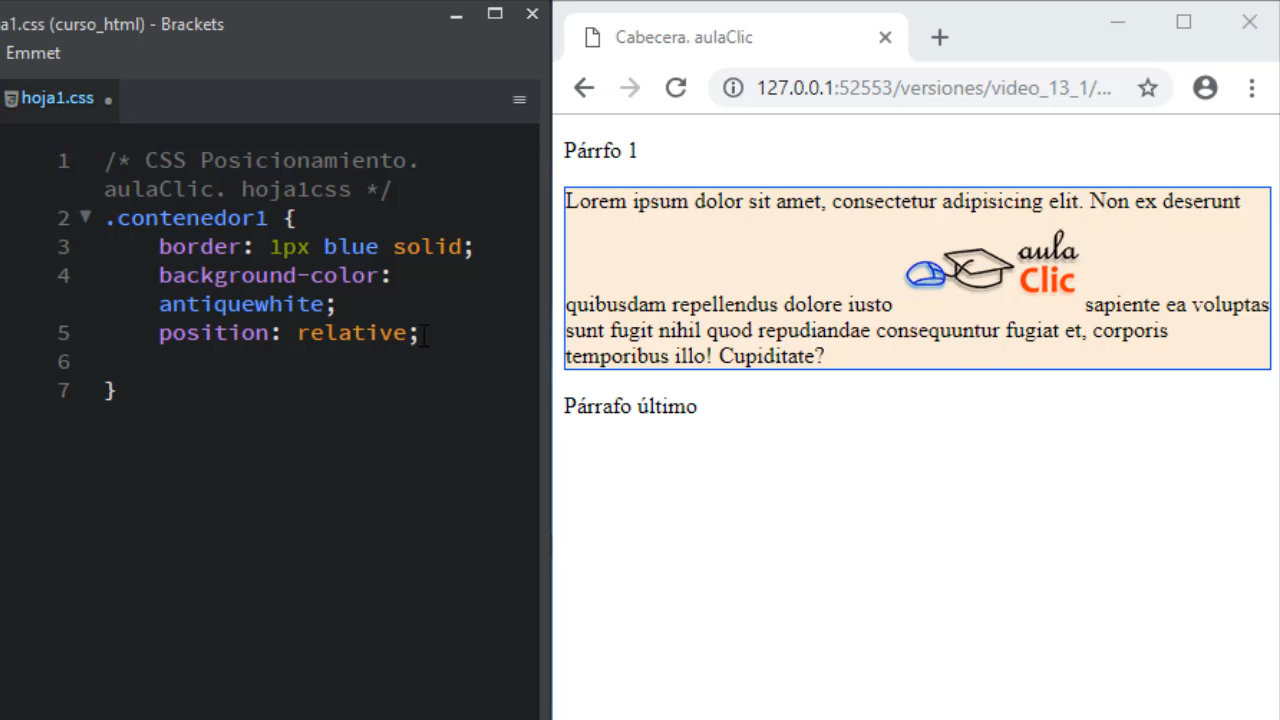 a1.css (curso_html) - Brackets
Emmet
hoja1.css
1 /* CSS Posicionamiento.
aulaClic. hoja1css */
2 .contenedor1 {
3 border: 1px blue solid;
4 background-color:
antiquewhite;
5 position: relative;
6
7 }
Cabecera. aulaClic
127.0.0.1:52553/versiones/video_13_1/...
Párrfo 1
Lorem ipsum dolor sit amet, consectetur adipisicing elit. Non ex deserunt
aula
Clic
quibusdam repellendus dolore iusto sapiente ea voluptas
sunt fugit nihil quod repudiandae consequuntur fugiat et, corporis
temporibus illo! Cupiditate?
Párrafo último